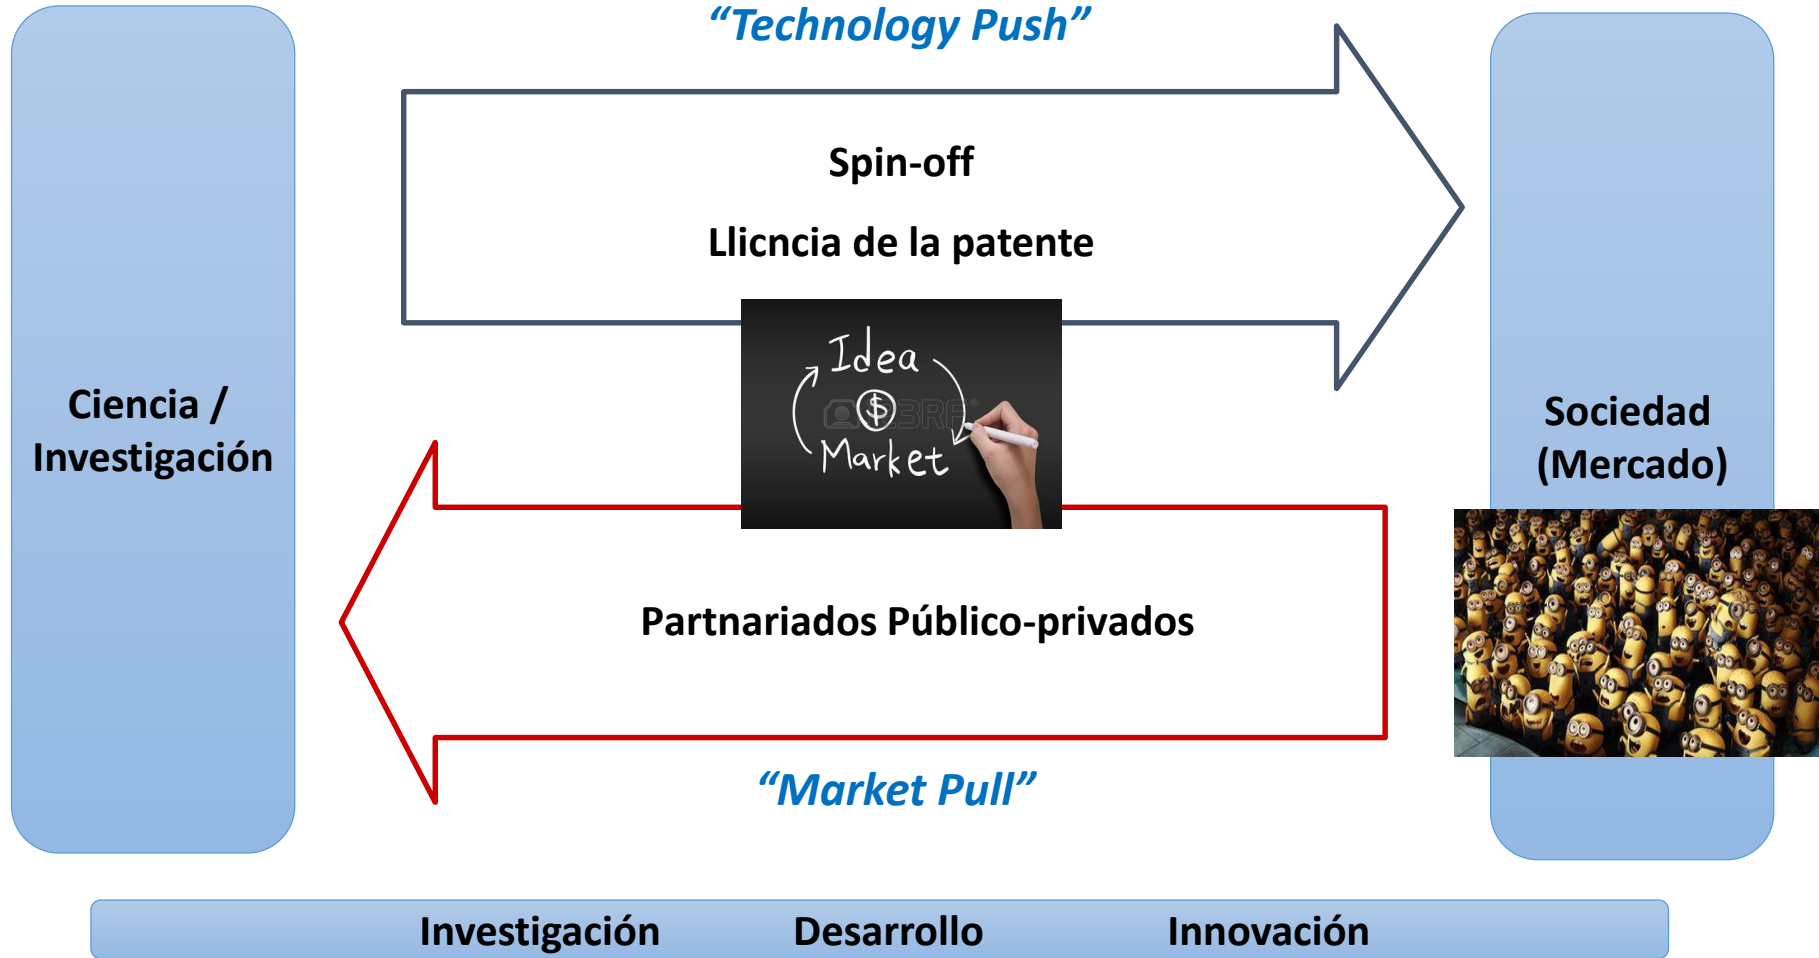 “Technology Push”
Spin-off
Llicncia de la patente
Idea
$
Market
123RF®
Ciencia /
Investigación
Sociedad
(Mercado)
Partnariados Público-privados
“Market Pull”
Investigación Desarrollo Innovación